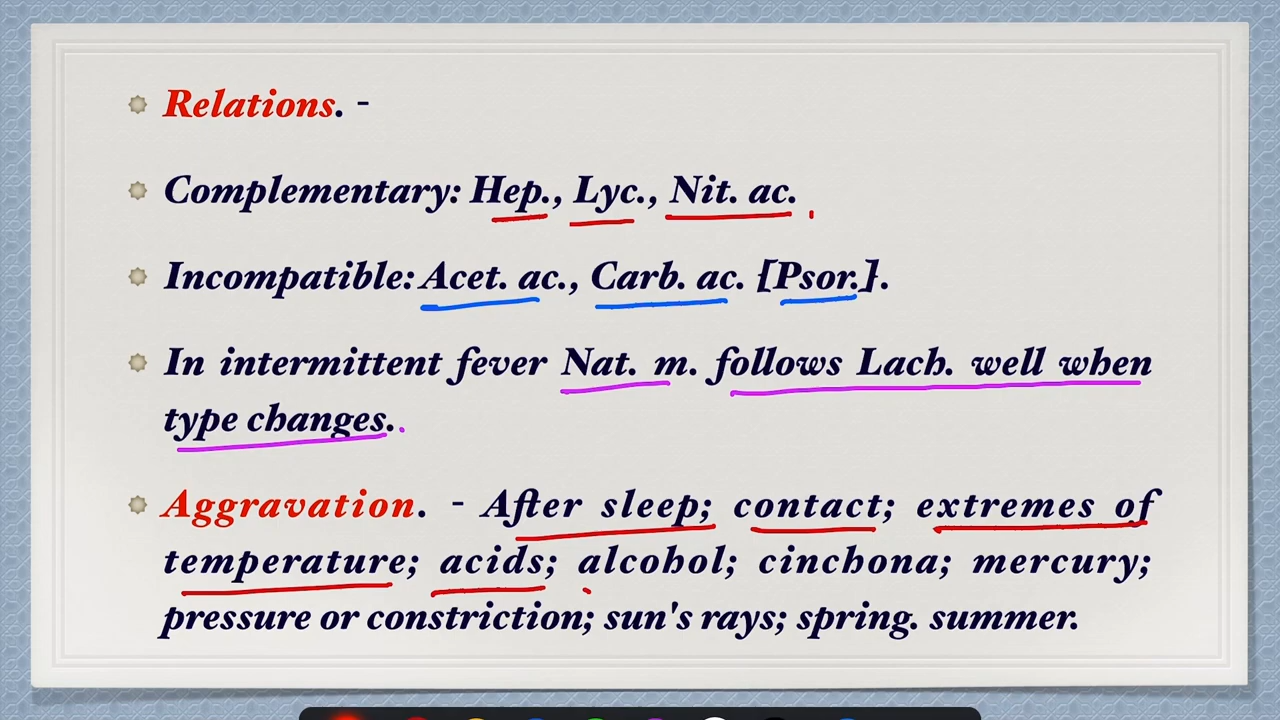 Relations. -
Complementary: Hep., Lyc., Nit. ac.
Incompatible: Acet. ac., Carb. ac. {Psor.}.
In intermittent fever Nat. m. follows Lach. well when
type changes.
Aggravation. - After sleep; contact; extremes of
temperature; acids; alcohol; cinchona; mercury;
pressure or constriction; sun's rays; spring. summer.